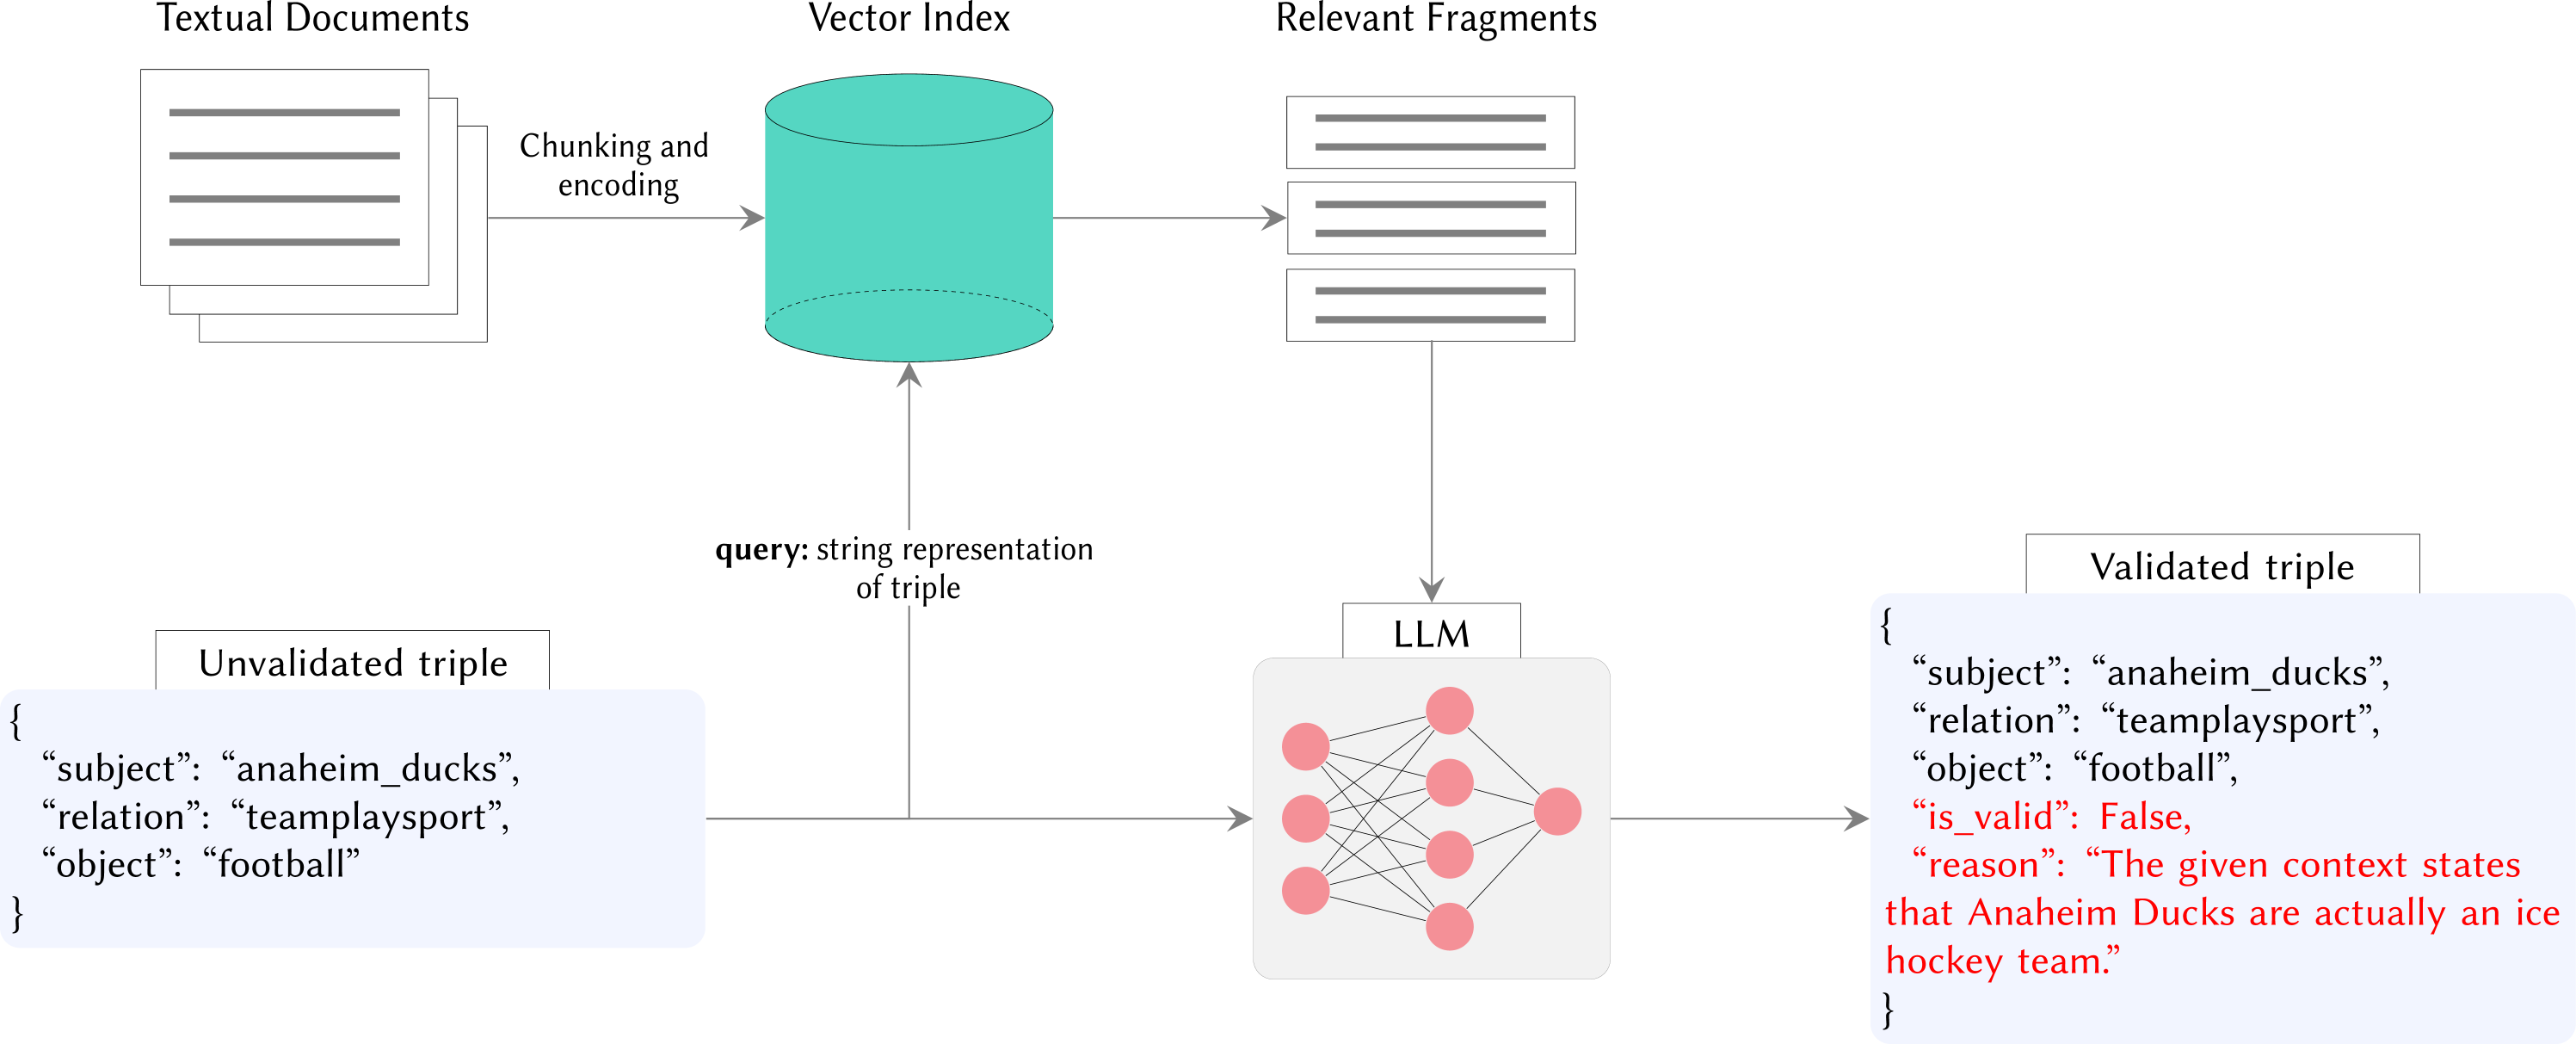 Textual Documents
Vector Index
Relevant Fragments
Chunking and
encoding
query: string representation
of triple
Unvalidated triple
{
“subject”: “anaheim_ducks”,
“relation”: “teamplaysport”,
“object”: “football”
}
LLM
Validated triple
{
“subject”: “anaheim_ducks”,
“relation”: “teamplaysport”,
“object”: “football”,
“is_valid”: False,
“reason”: “The given context states
that Anaheim Ducks are actually an ice
hockey team.”
}